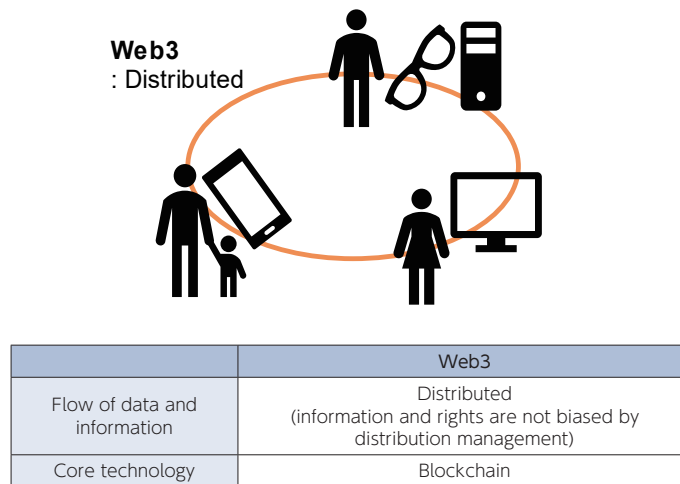 Web3
: Distributed
Web3
Flow of data and
information
Distributed
(information and rights are not biased by
distribution management)
Core technology
Blockchain